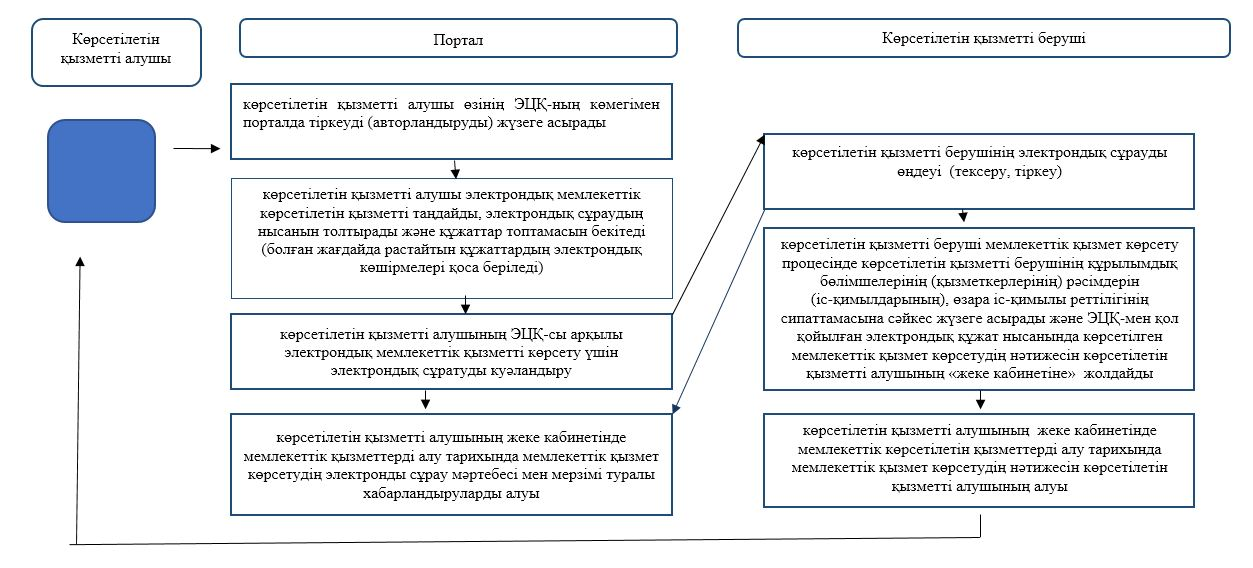 Көрсетілетін
қызметті алушы
Портал
Көрсетілетін қызметті беруші
көрсетілетін қызметті алушы өзінің ЭЦҚ-ның көмегімен
порталда тіркеуді (авторландыруды) жүзеге асырады
көрсетілетін қызметті алушы электрондық мемлекеттік
көрсетілетін қызметті таңдайды, электрондық сұраудың
нысанын толтырады және құжаттар топтамасын бекітеді
(болған жағдайда растайтын құжаттардың электрондық
көшірмелері қоса беріледі)
көрсетілетін қызметті алушының ЭЦҚ-сы арқылы
электрондық мемлекеттік қызметті көрсету үшін
электрондық сұратуды куәландыру
көрсетілетін қызметті алушының жеке кабинетінде
мемлекеттік қызметтерді алу тарихында мемлекеттік қызмет
көрсетудің электронды сұрау мәртебесі мен мерзімі туралы
хабарландыруларды алуы
көрсетілетін қызметті берушінің электрондық сұрауды
өңдеуі (тексеру, тіркеу)
көрсетілетін қызметті беруші мемлекеттік қызмет көрсету
процесінде көрсетілетін қызметті берушінің құрылымдық
бөлімшелерінің (қызметкерлерінің) рәсімдерін
(іс-қимылдарының), өзара іс-қимылы реттілігінің
сипаттамасына сәйкес жүзеге асырады және ЭЦҚ-мен қол
қойылған электрондық құжат нысанында көрсетілген
мемлекеттік қызмет көрсетудің нәтижесін көрсетілетін
қызметті алушының «жеке кабинетіне» жолдайды
көрсетілетін қызметті алушының жеке кабинетінде
мемлекеттік көрсетілетін қызметтерді алу тарихында
мемлекеттік қызмет көрсетудің нәтижесін көрсетілетін
қызметті алушының алуы